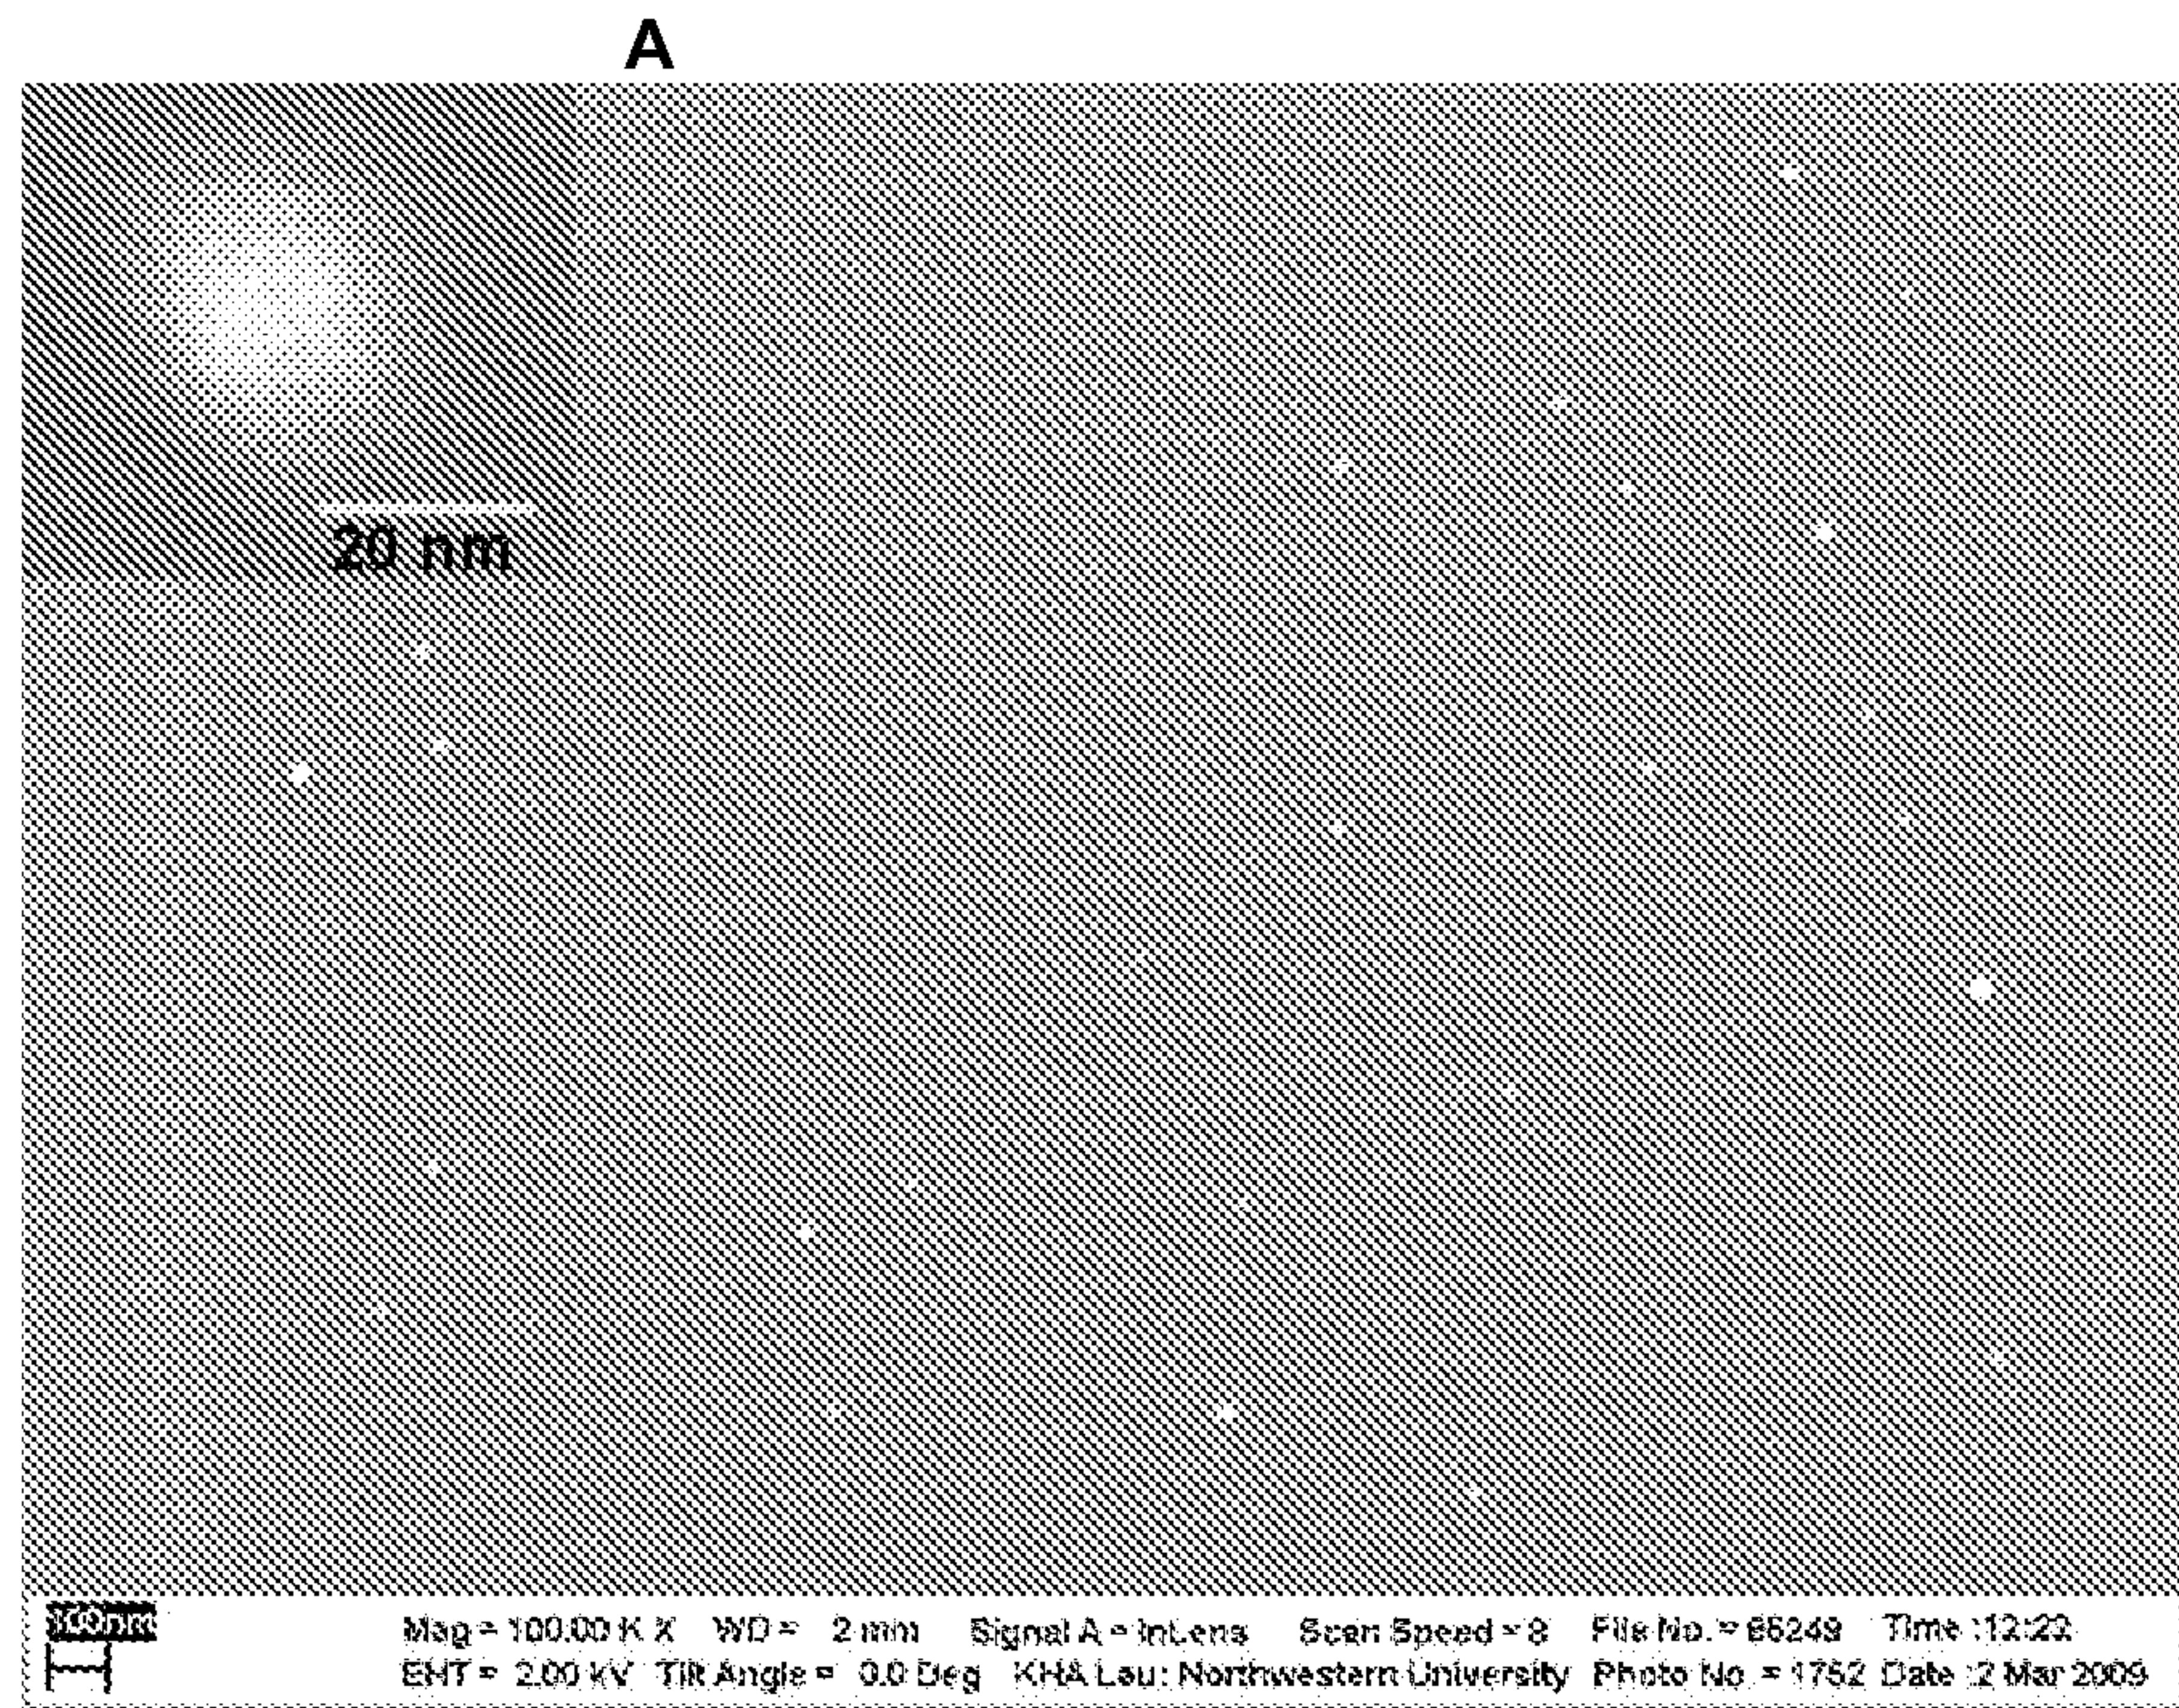 A
20 nm
100nm
Mag = 100.00 K X WD = 2 mm Signal A = InLens Scan Speed = 8 File No. = Time :12:22
EHT = 2.00 kV Tilt Angle = 0.0 Deg KHA Lau: Northwestern University Photo No. = 1752 Date :2 Mar 2009